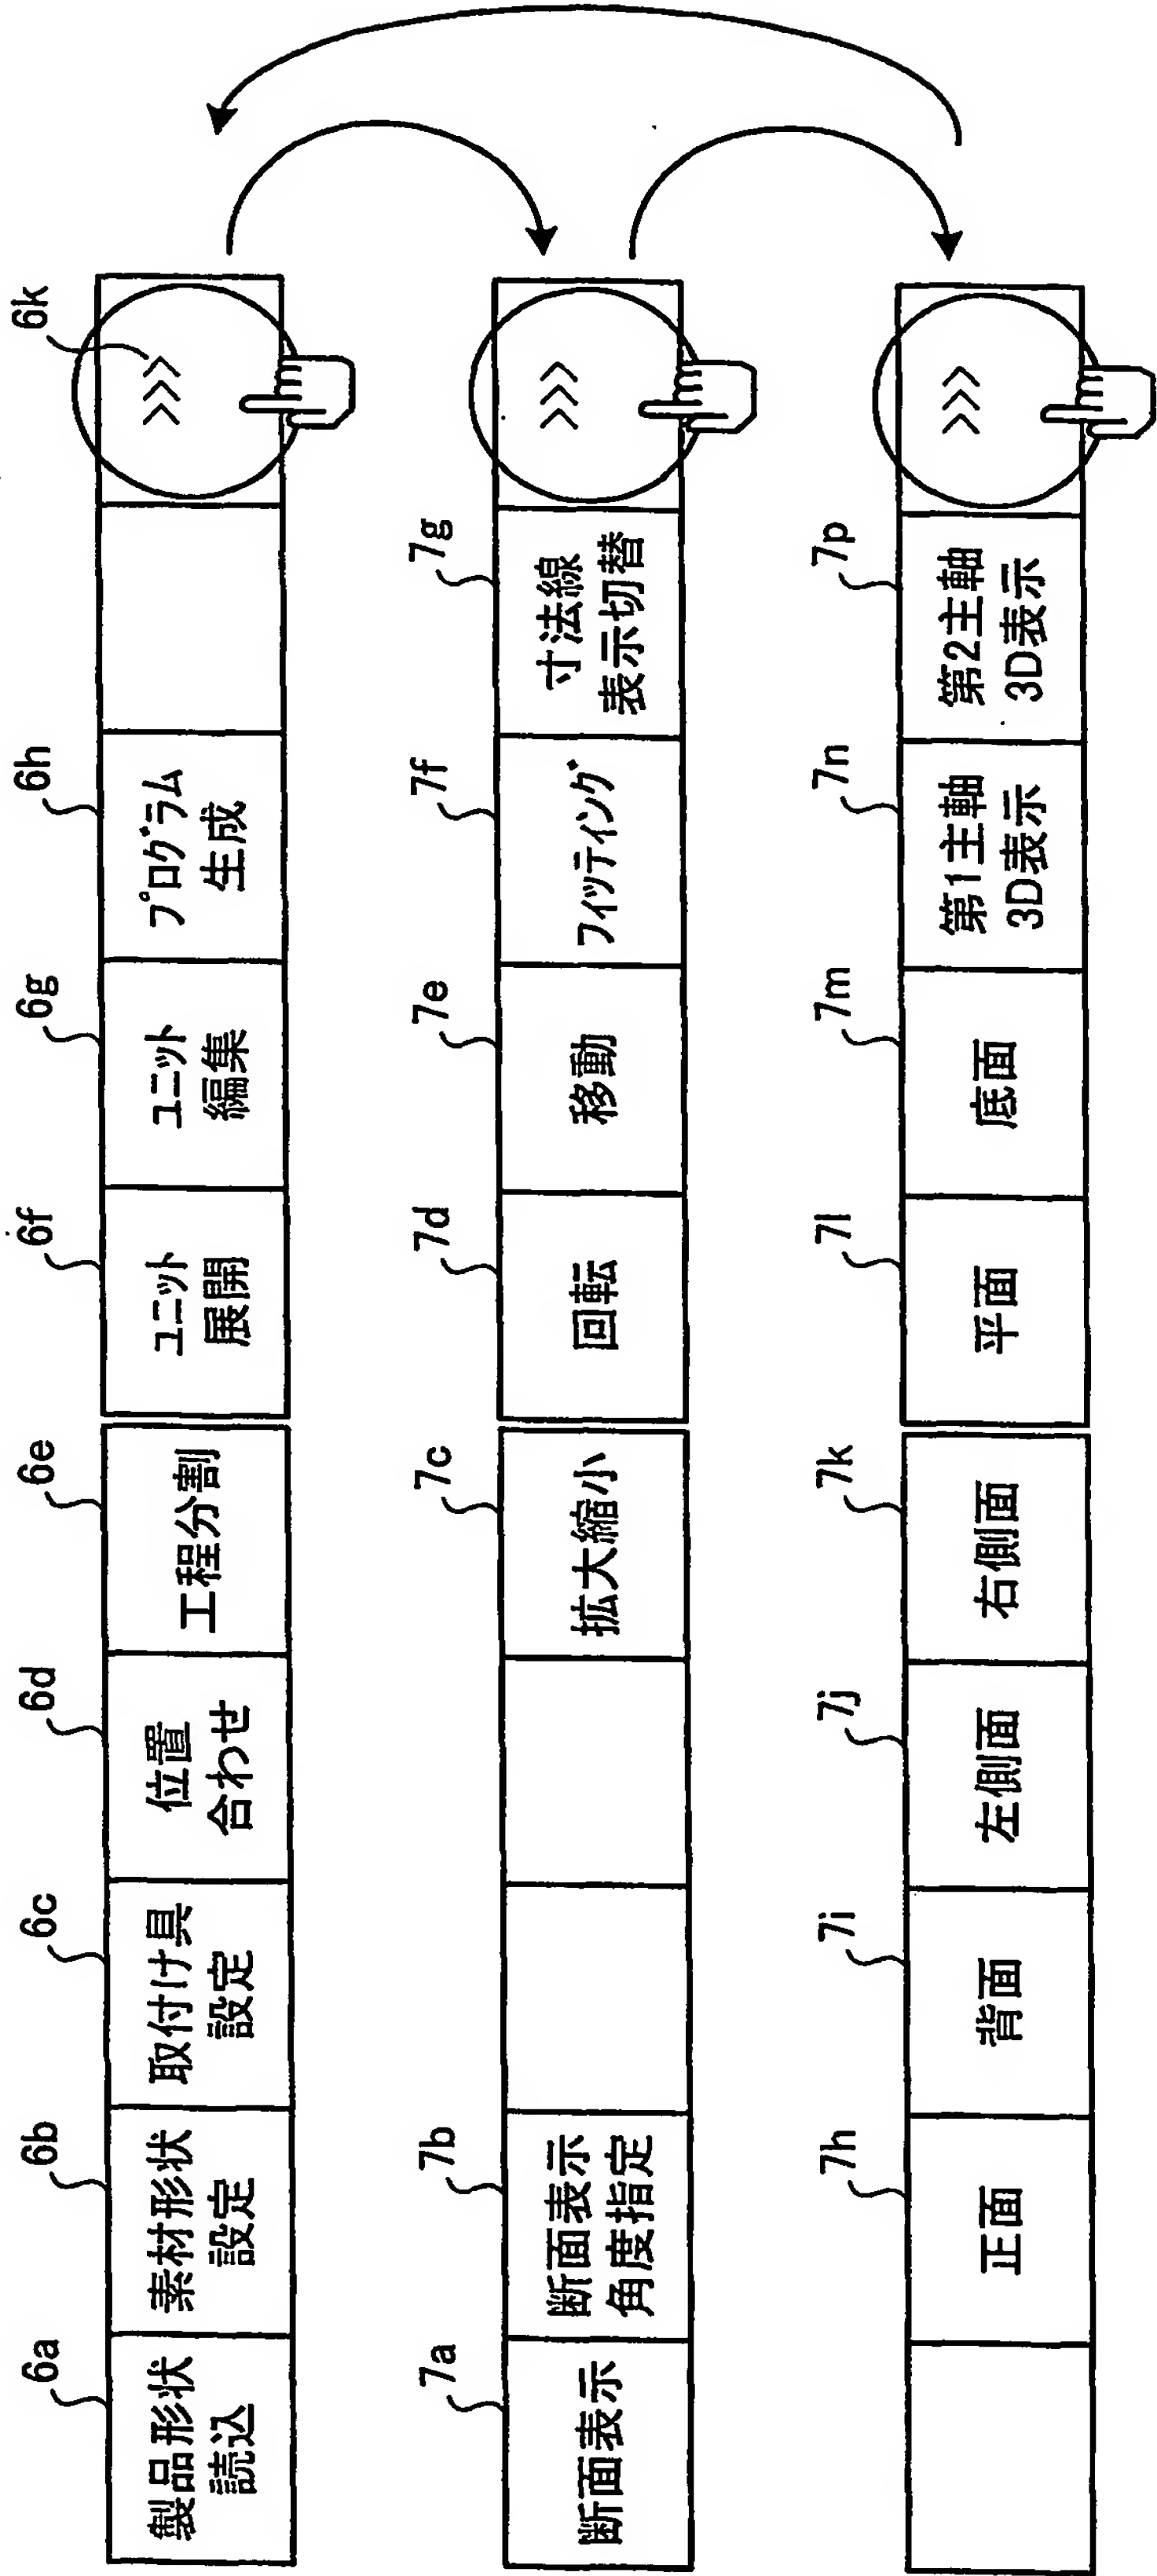 6a
6b
6c
6d
6e
6f
6g
6h
6k
製品形状
読込
素材形状
設定
取付け具
設定
位置
合わせ
工程分割
ユニット
展開
ユニット
編集
プログラム
生成
>>>
7a
7b
7c
7d
7e
7f
7g
断面表示
断面表示
角度指定
拡大縮小
回転
移動
フィッティング
寸法線
表示切替
>>>
7h
7i
7j
7k
7l
7m
7n
7p
正面
背面
左側面
右側面
平面
底面
第1主軸
3D表示
第2主軸
3D表示
>>>